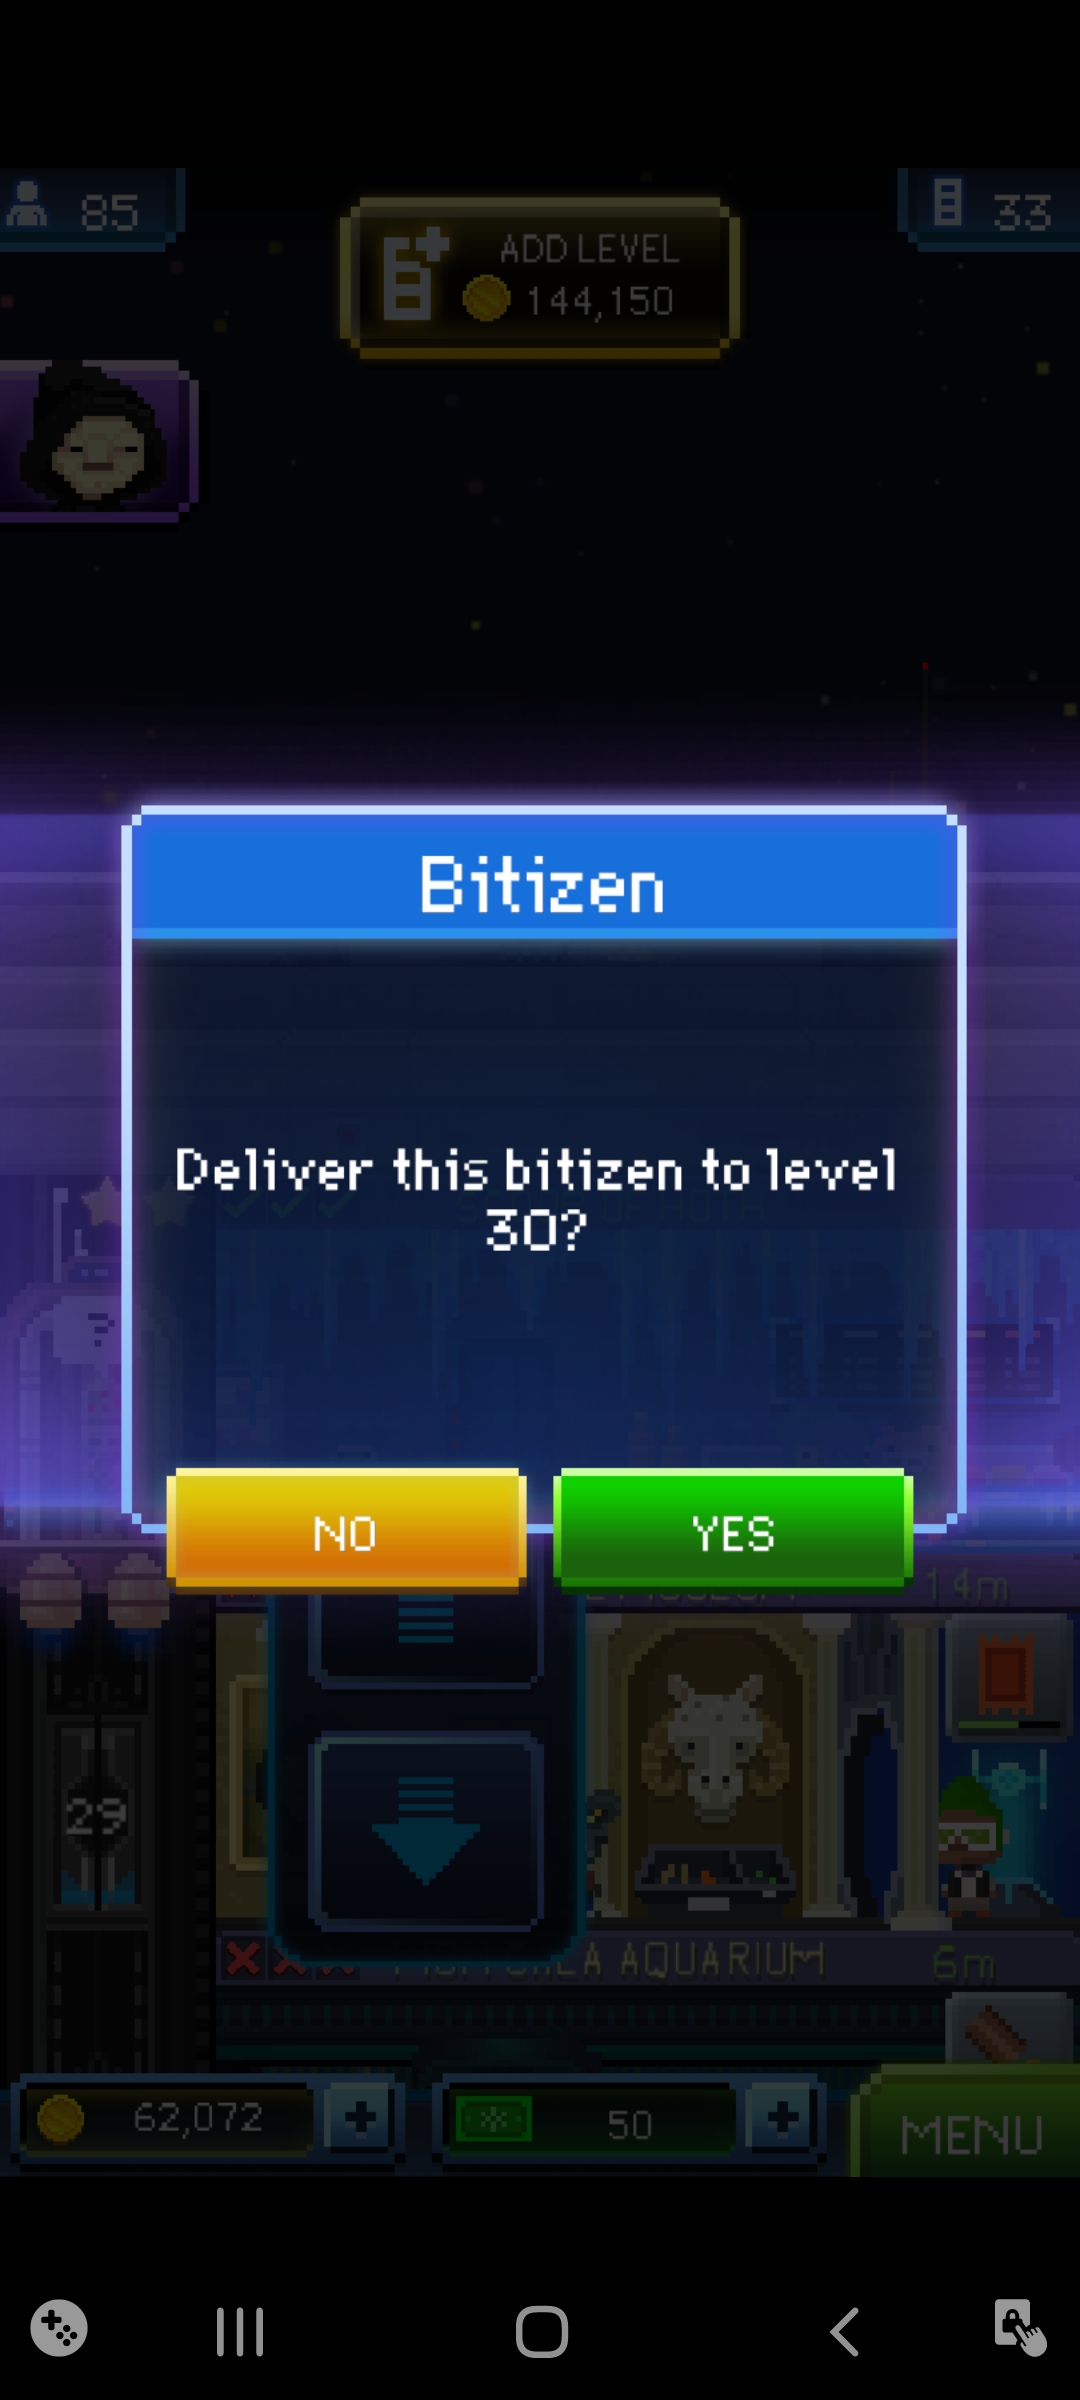 85
ADD LEVEL
144,150
33
Bitizen
Deliver this bitizen to level
30?
?
NO
YES
14m
29
AQUARIUM
6m
62,072
50
MENU